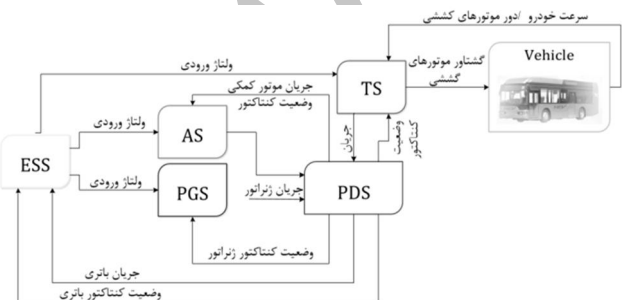 سرعت خودرو /دور موتورهای کششی
Vehicle
گشتاور موتورهای
گششی
ولتاژ ورودی
TS
جریان موتور کمکی
وضعیت کنتاکتور
ولتاژ ورودی
AS
جریان
وضعیت
کنتاکتور
ESS
ولتاژ ورودی
PGS
جریان ژنراتور
PDS
وضعیت کنتاکتور ژنراتور
جریان باتری
وضعیت کنتاکتور باتری